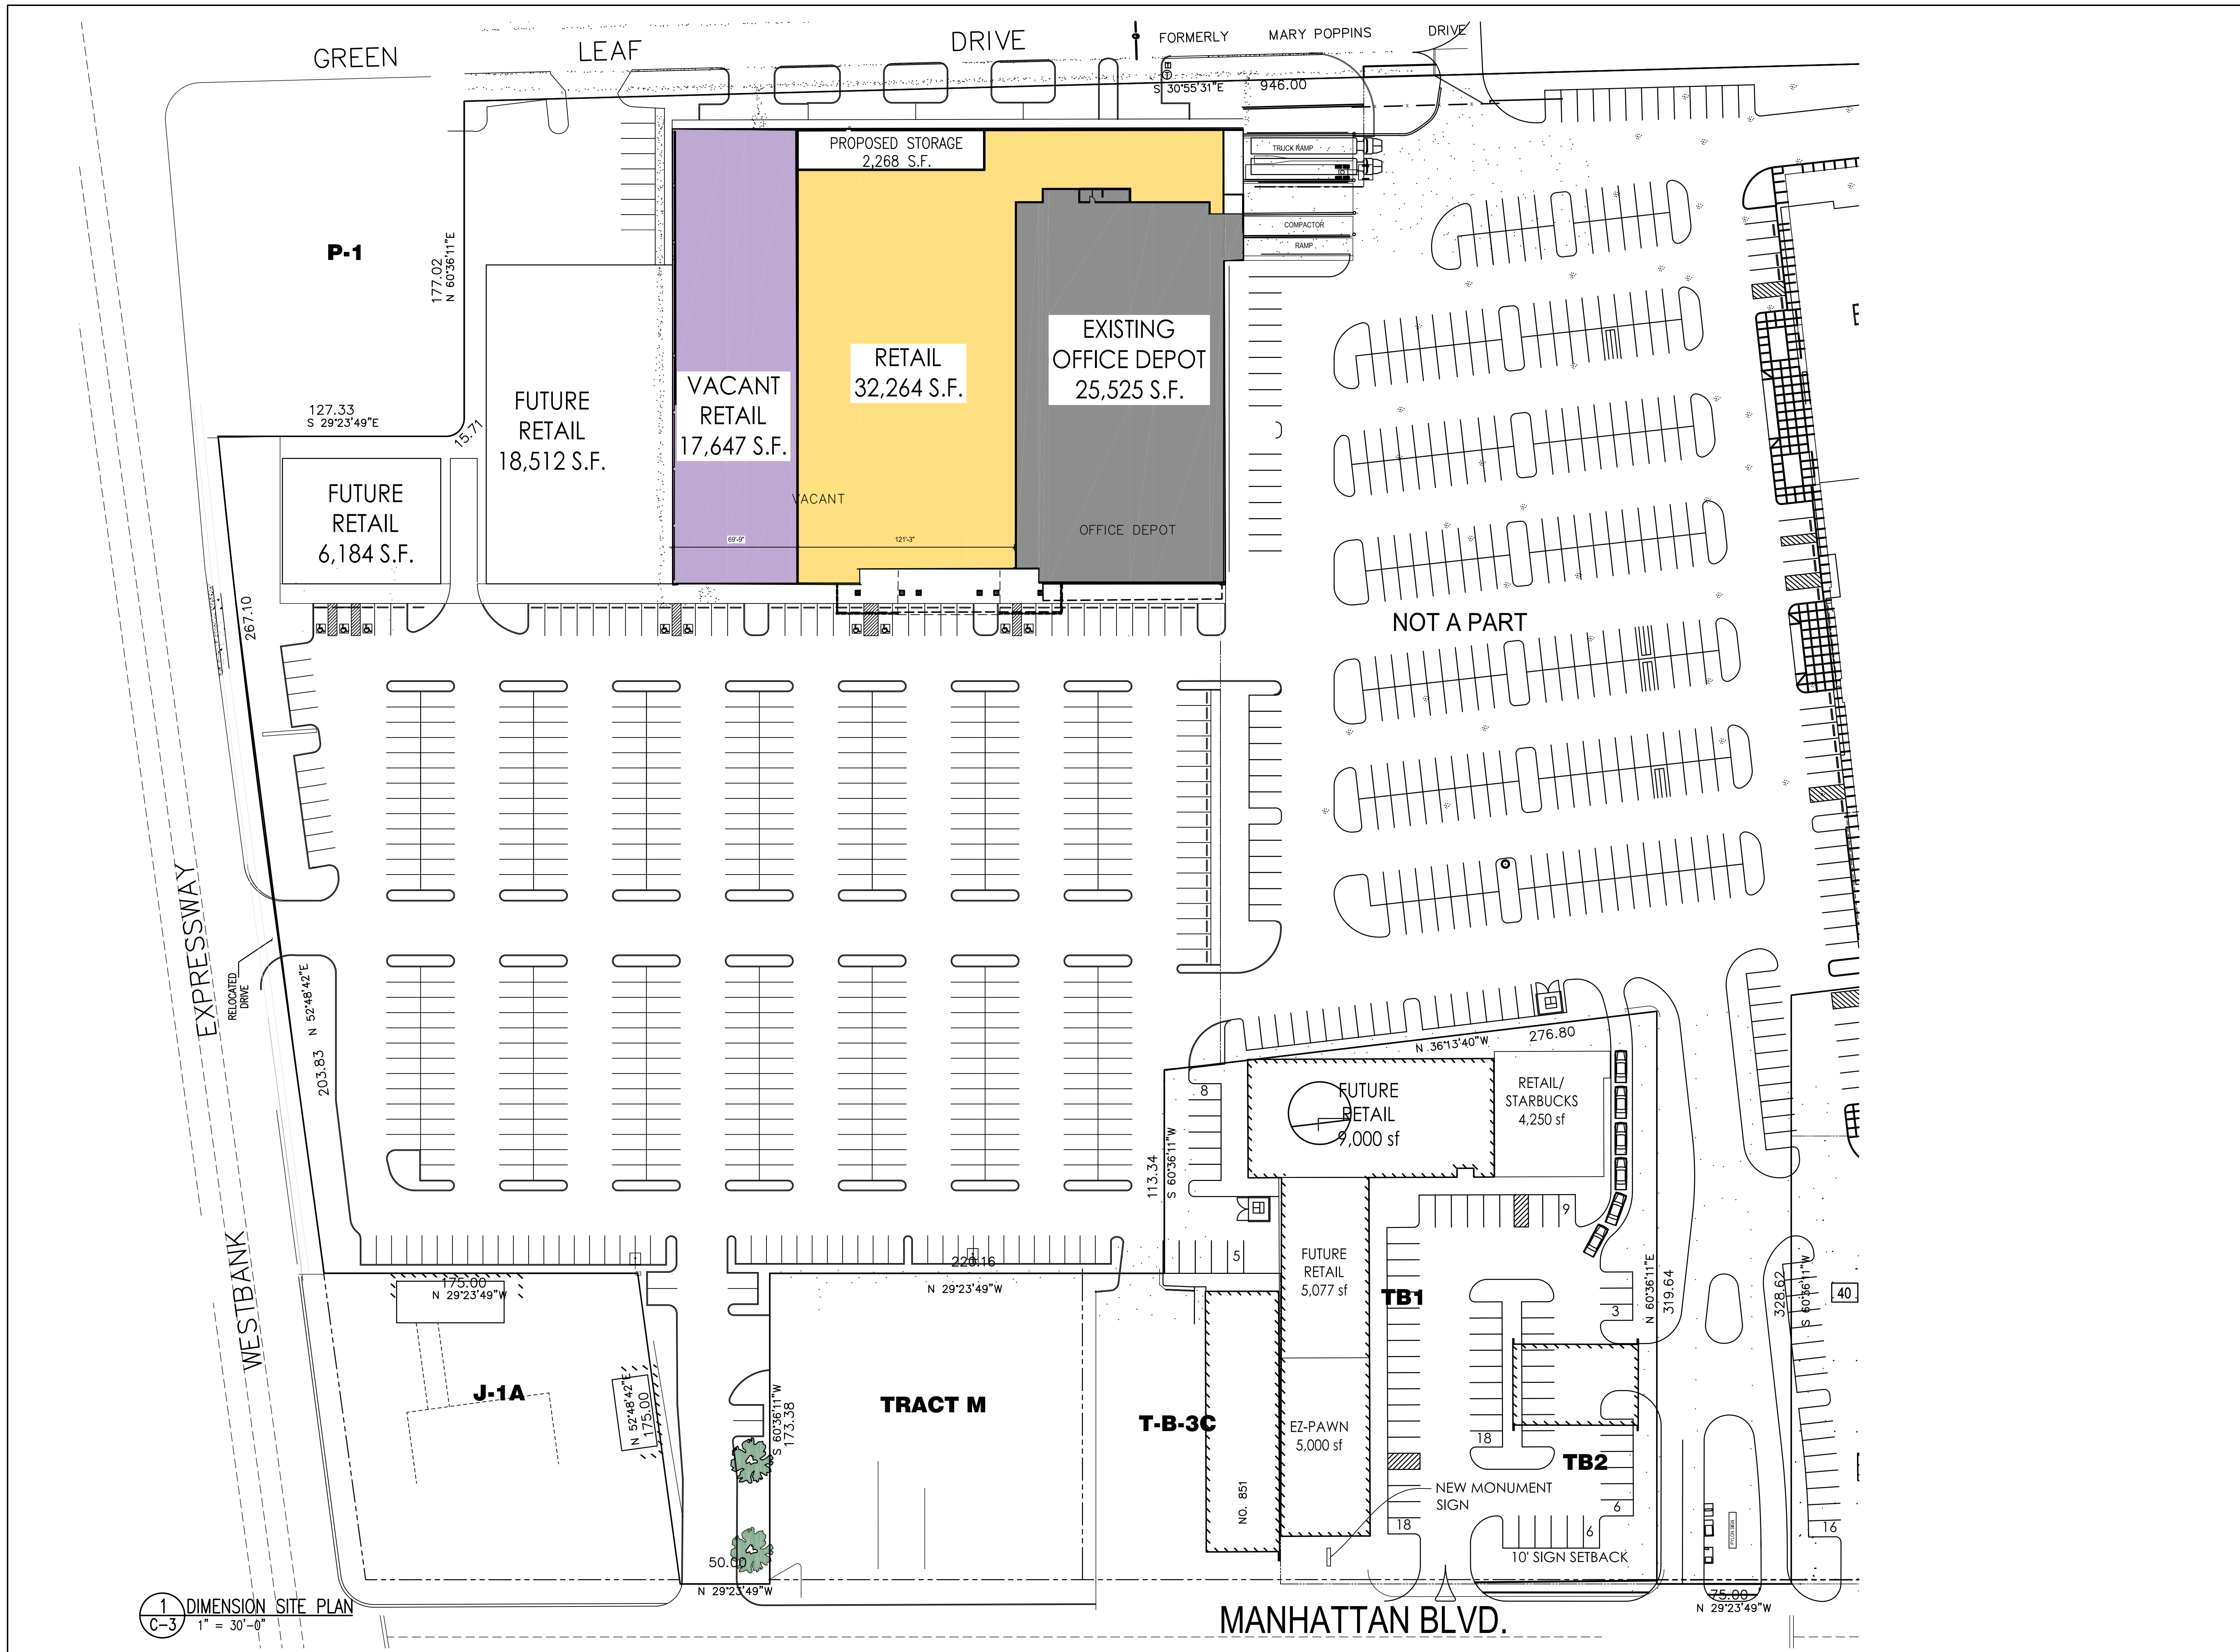 GREEN LEAF DRIVE
FORMERLY MARY POPPINS DRIVE
S 30°55'31"E
946.00
PROPOSED STORAGE
2,268 S.F.
TRUCK RAMP
COMPACTOR
RAMP
P-1
177.02
N 60°36'11"E
127.33
S 29°23'49"E
15.71
FUTURE
RETAIL
18,512 S.F.
VACANT
RETAIL
17,647 S.F.
RETAIL
32,264 S.F.
EXISTING
OFFICE DEPOT
25,525 S.F.
FUTURE
RETAIL
6,184 S.F.
VACANT
OFFICE DEPOT
69'-9"
121'-3"
267.10
NOT A PART
EXPRESSWAY
WESTBANK
RELOCATED
DRIVE
N 52°48'42"E
203.83
N 36°13'40"W
276.80
8
FUTURE
RETAIL
9,000 sf
RETAIL/
STARBUCKS
4,250 sf
113.34
S 60°36'11"W
9
5
FUTURE
RETAIL
5,077 sf
TB1
3
N 60°36'11"E
319.64
328.62
S 60°36'11"W
40
175.00
N 29°23'49"W
220.16
N 29°23'49"W
J-1A
N 52°48'42"E
175.00
S 60°36'11"W
173.38
TRACT M
T-B-3C
NO. 851
EZ-PAWN
5,000 sf
18
TB2
NEW MONUMENT
SIGN
18
6
6
10' SIGN SETBACK
PYLON SIGN
16
50.00
N 29°23'49"W
75.00
N 29°23'49"W
1
C-3
DIMENSION SITE PLAN
1" = 30'-0"
MANHATTAN BLVD.